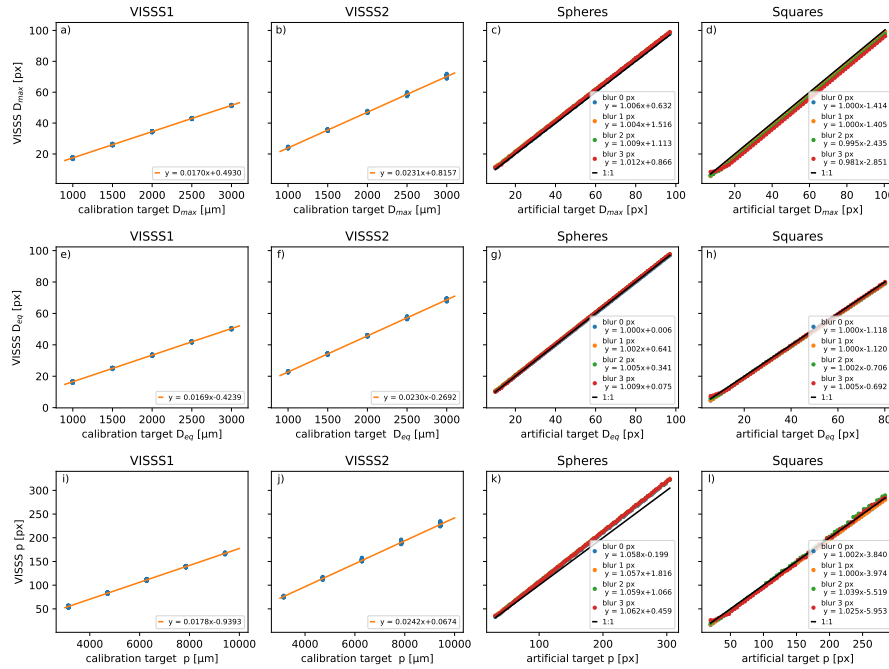 VISSS1
VISSS2
Spheres
Squares
a)
b)
c)
d)
VISSS D_max [px]
100
80
60
40
20
y = 0.0170x+0.4930
y = 0.0231x+0.8157
blur 0 px
y = 1.006x+0.632
blur 1 px
y = 1.004x+1.516
blur 2 px
y = 1.009x+1.113
blur 3 px
y = 1.012x+0.866
1:1
blur 0 px
y = 1.000x-1.414
blur 1 px
y = 1.000x-1.405
blur 2 px
y = 0.995x-2.435
blur 3 px
y = 0.981x-2.851
1:1
1000 1500 2000 2500 3000
1000 1500 2000 2500 3000
0 20 40 60 80 100
20 40 60 80 100
calibration target D_max [µm]
calibration target D_max [µm]
artificial target D_max [px]
artificial target D_max [px]
VISSS1
VISSS2
Spheres
Squares
e)
f)
g)
h)
VISSS D_eq [px]
100
80
60
40
20
0
y = 0.0169x-0.4239
y = 0.0230x-0.2692
blur 0 px
y = 1.000x+0.006
blur 1 px
y = 1.002x+0.641
blur 2 px
y = 1.005x+0.341
blur 3 px
y = 1.009x+0.075
1:1
blur 0 px
y = 1.000x-1.118
blur 1 px
y = 1.000x-1.120
blur 2 px
y = 1.002x-0.706
blur 3 px
y = 1.005x-0.692
1:1
1000 1500 2000 2500 3000
1000 1500 2000 2500 3000
0 20 40 60 80 100
20 40 60 80
calibration target D_eq [µm]
calibration target D_eq [µm]
artificial target D_eq [px]
artificial target D_eq [px]
VISSS1
VISSS2
Spheres
Squares
i)
j)
k)
l)
VISSS p [px]
300
250
200
150
100
50
y = 0.0178x-0.9393
y = 0.0242x+0.0674
blur 0 px
y = 1.058x-0.199
blur 1 px
y = 1.057x+1.816
blur 2 px
y = 1.059x+1.066
blur 3 px
y = 1.062x+0.459
1:1
blur 0 px
y = 1.002x-3.840
blur 1 px
y = 1.000x-3.974
blur 2 px
y = 1.039x-5.519
blur 3 px
y = 1.025x-5.953
1:1
4000 6000 8000 10000
4000 6000 8000 10000
100 200 300
50 100 150 200 250
calibration target p [µm]
calibration target p [µm]
artificial target p [px]
artificial target p [px]